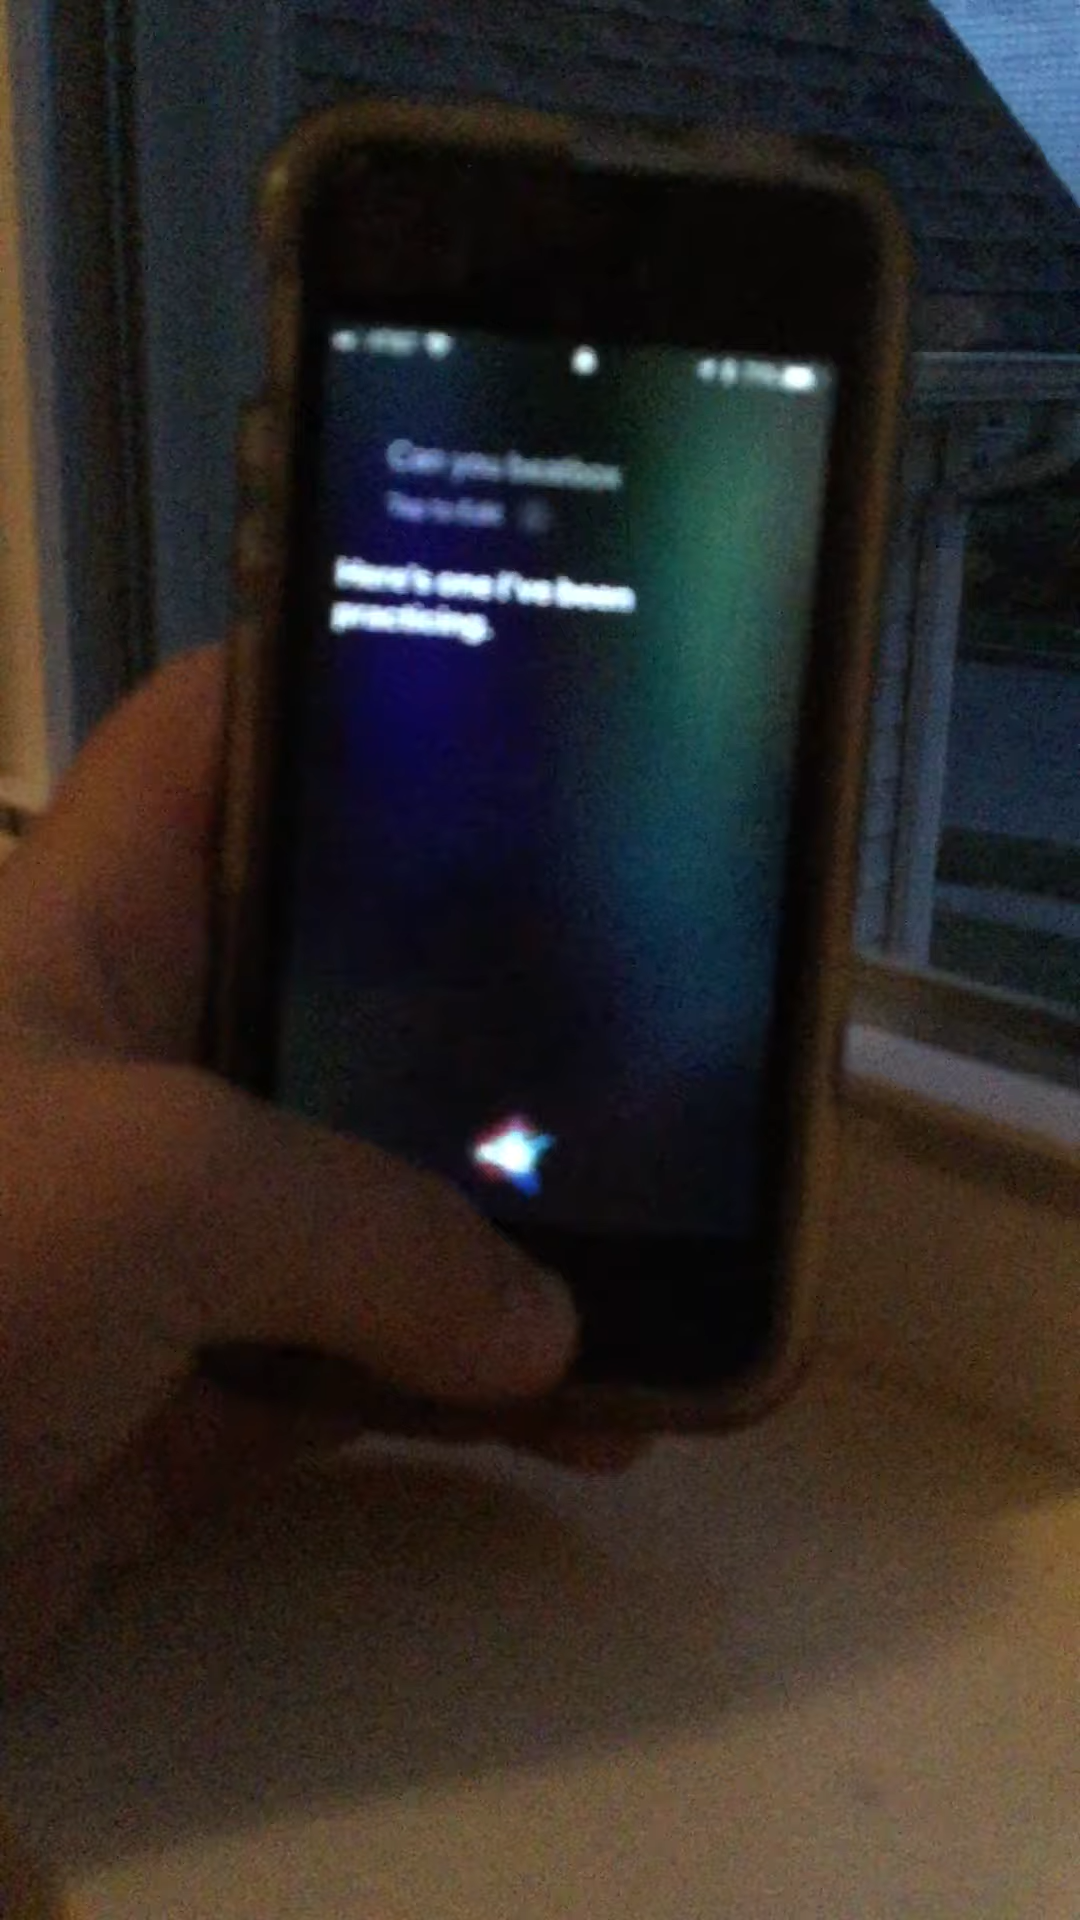 Can you beatbox
Tap to Edit
Here's one I've been
practicing.